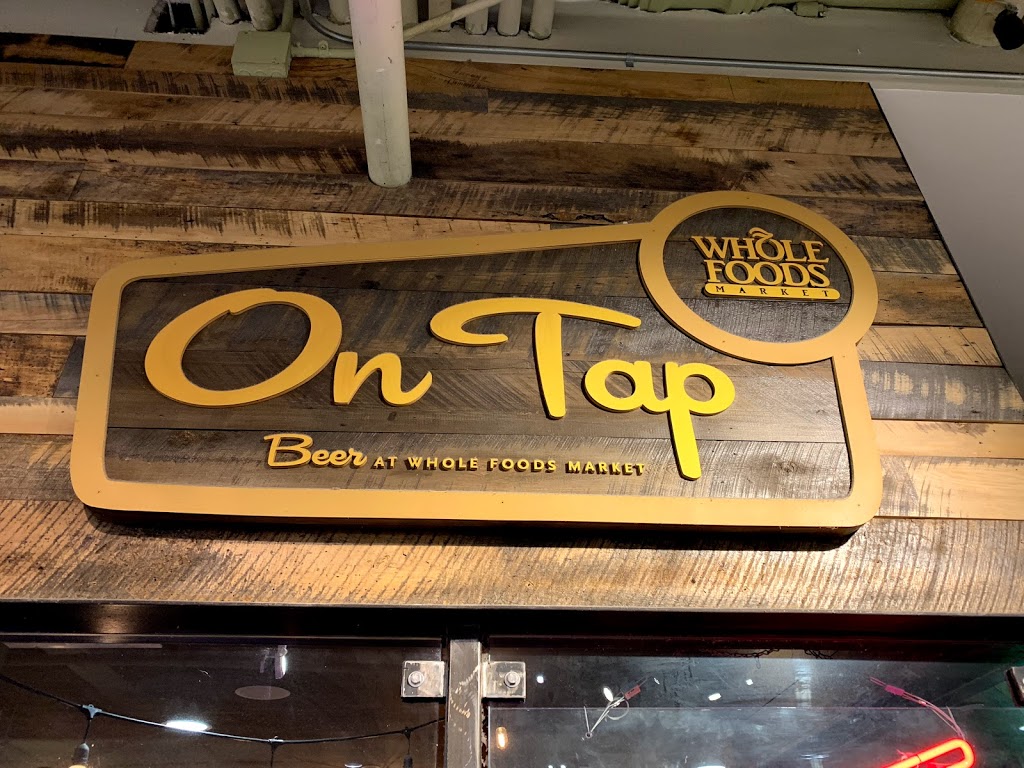 WHOLE
FOODS
MARKET
On Tap
Beer AT WHOLE FOODS MARKET